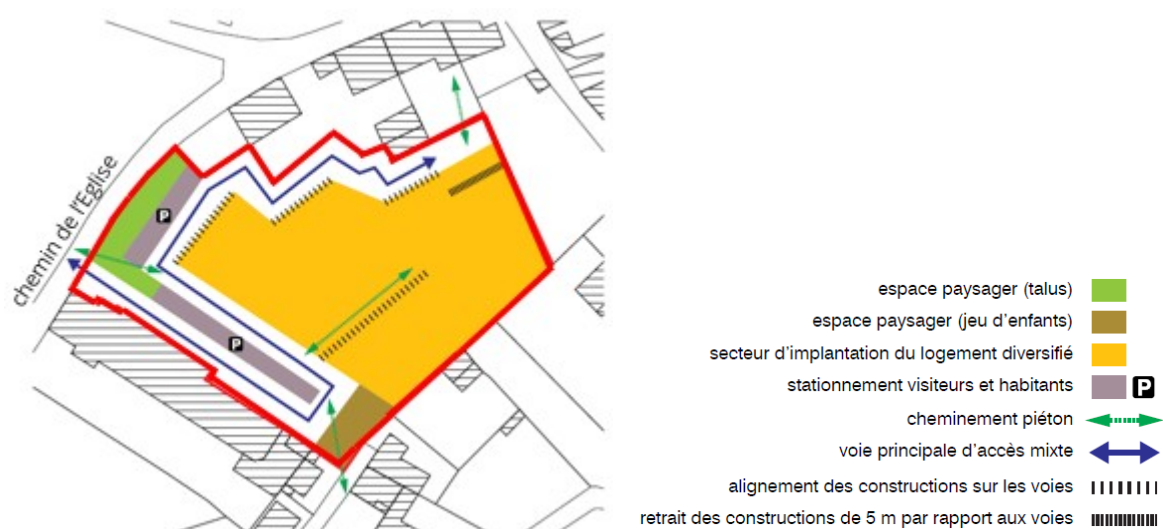 chemin de l'Eglise
P
P
espace paysager (talus)
espace paysager (jeu d'enfants)
secteur d'implantation du logement diversifié
stationnement visiteurs et habitants P
cheminement piéton
voie principale d'accès mixte
alignement des constructions sur les voies
retrait des constructions de 5 m par rapport aux voies